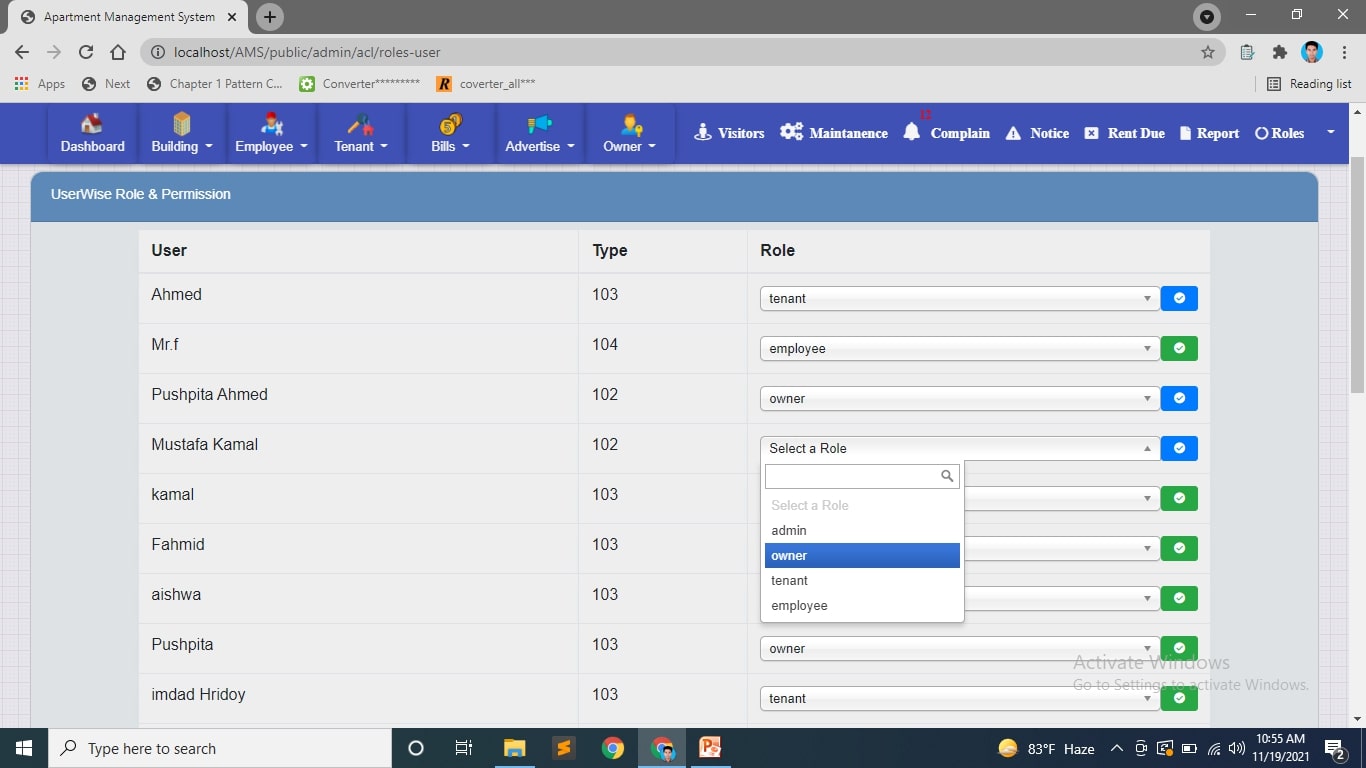 Apartment Management System
localhost/AMS/public/admin/acl/roles-user
Apps Next Chapter 1 Pattern C... Converter********* coverter_all*** Reading list
Dashboard Building Employee Tenant Bills Advertise Owner Visitors Maintanence 12 Complain Notice Rent Due Report Roles
UserWise Role & Permission
User Type Role
Ahmed 103 tenant
Mr.f 104 employee
Pushpita Ahmed 102 owner
Mustafa Kamal 102 Select a Role
Select a Role
admin
owner
tenant
employee
kamal 103
Fahmid 103
aishwa 103
Pushpita 103 owner
imdad Hridoy 103 tenant
Activate Windows
Go to Settings to activate Windows.
Type here to search
83°F Haze
10:55 AM
11/19/2021
2